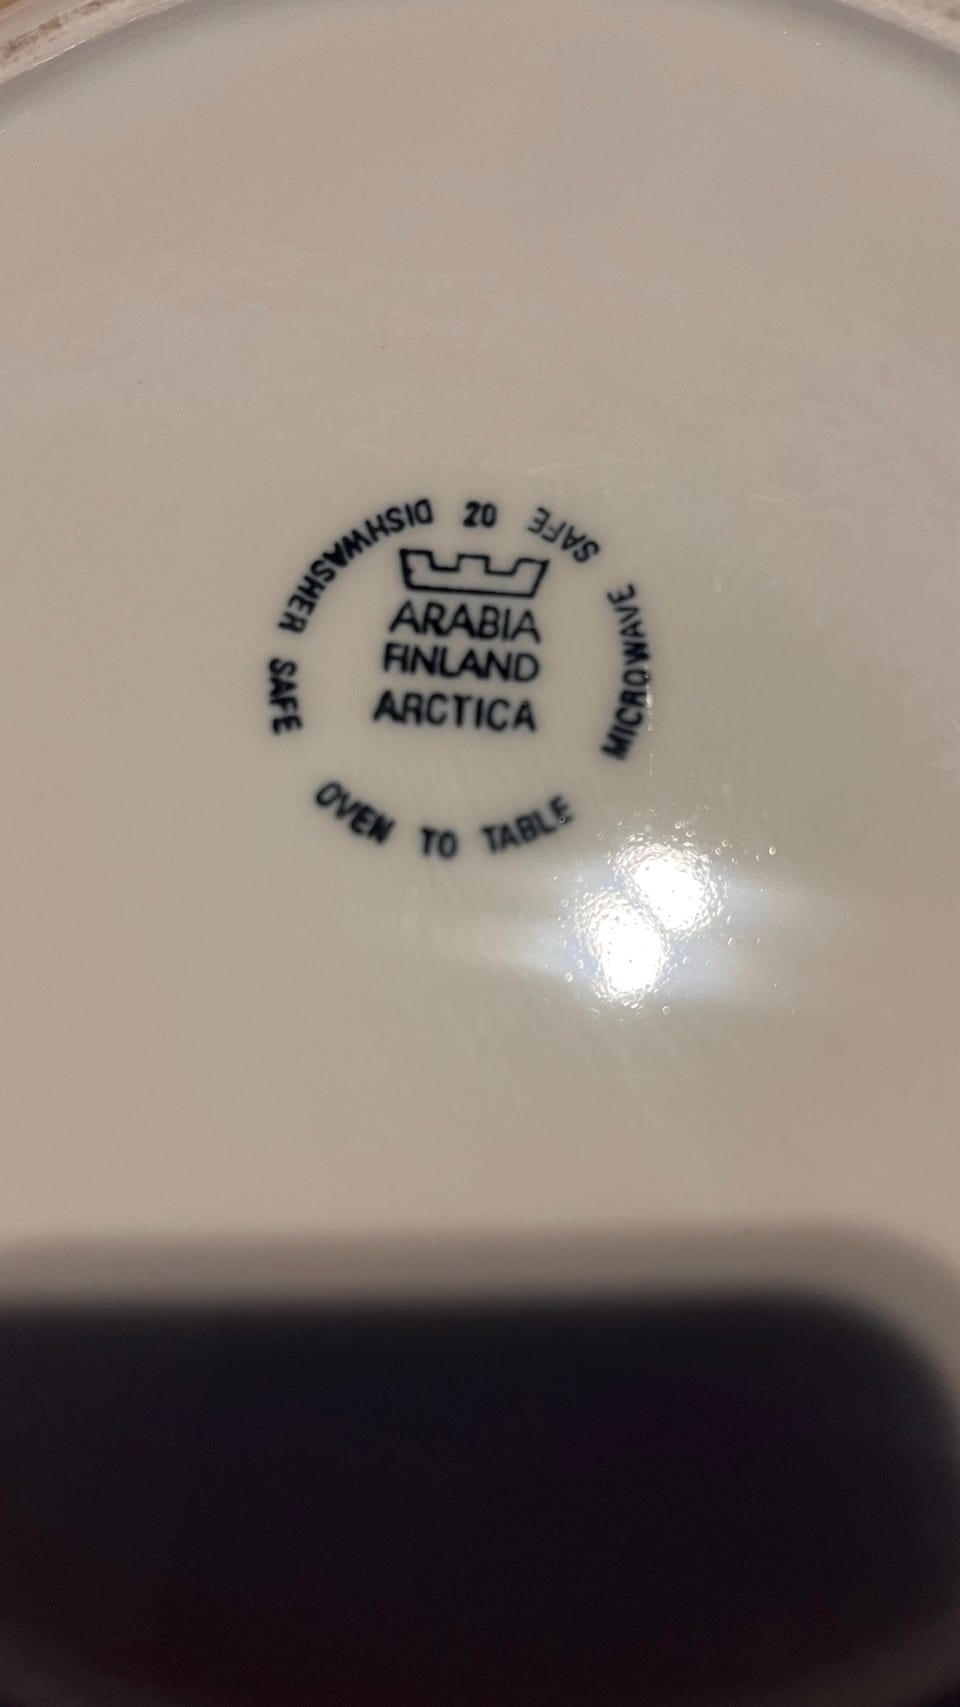 20
ARABIA
FINLAND
ARCTICA
DISHWASHER SAFE
OVEN TO TABLE
MICROWAVE SAFE